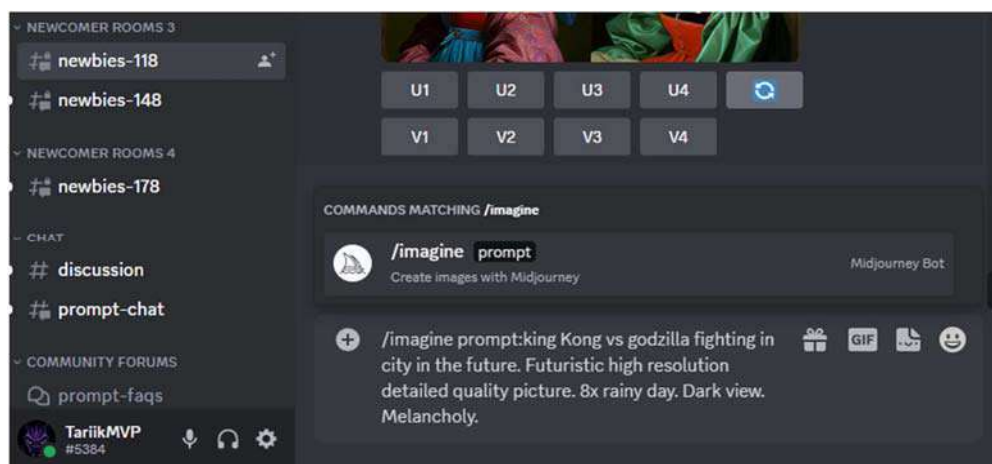 NEWCOMER ROOMS 3
newbies-118
newbies-148
NEWCOMER ROOMS 4
newbies-178
CHAT
discussion
prompt-chat
COMMUNITY FORUMS
prompt-faqs
TariikMVP
#5384
U1 U2 U3 U4
V1 V2 V3 V4
COMMANDS MATCHING /imagine
/imagine prompt
Create images with Midjourney
Midjourney Bot
/imagine prompt:king Kong vs godzilla fighting in
city in the future. Futuristic high resolution
detailed quality picture. 8x rainy day. Dark view.
Melancholy.
GIF